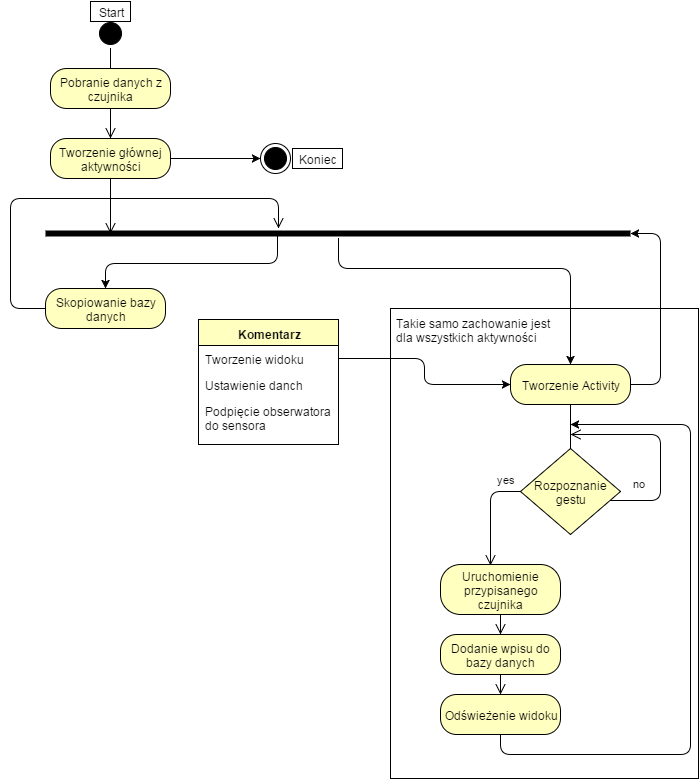 Start
Pobranie danych z
czujnika
Tworzenie głównej
aktywności
Koniec
Skopiowanie bazy
danych
Komentarz
Tworzenie widoku
Ustawienie danch
Podpięcie obserwatora
do sensora
Takie samo zachowanie jest
dla wszystkich aktywności
Tworzenie Activity
Rozpoznanie
gestu
yes
no
Uruchomienie
przypisanego
czujnika
Dodanie wpisu do
bazy danych
Odświeżenie widoku